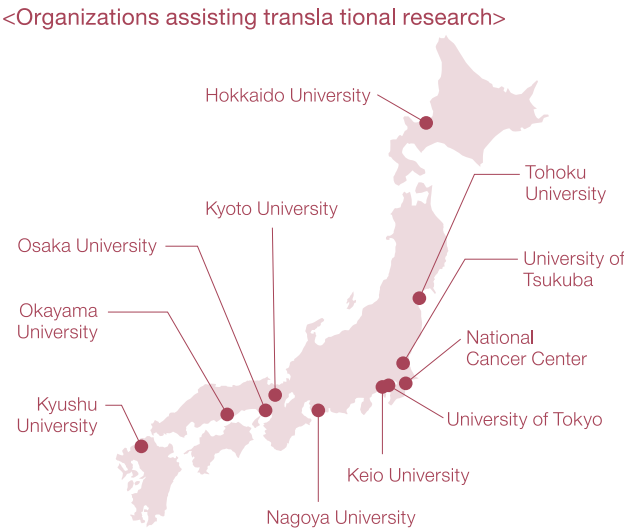 <Organizations assisting transla tional research>
Hokkaido University
Tohoku
University
Kyoto University
Osaka University
University of
Tsukuba
Okayama
University
National
Cancer Center
Kyushu
University
University of Tokyo
Keio University
Nagoya University